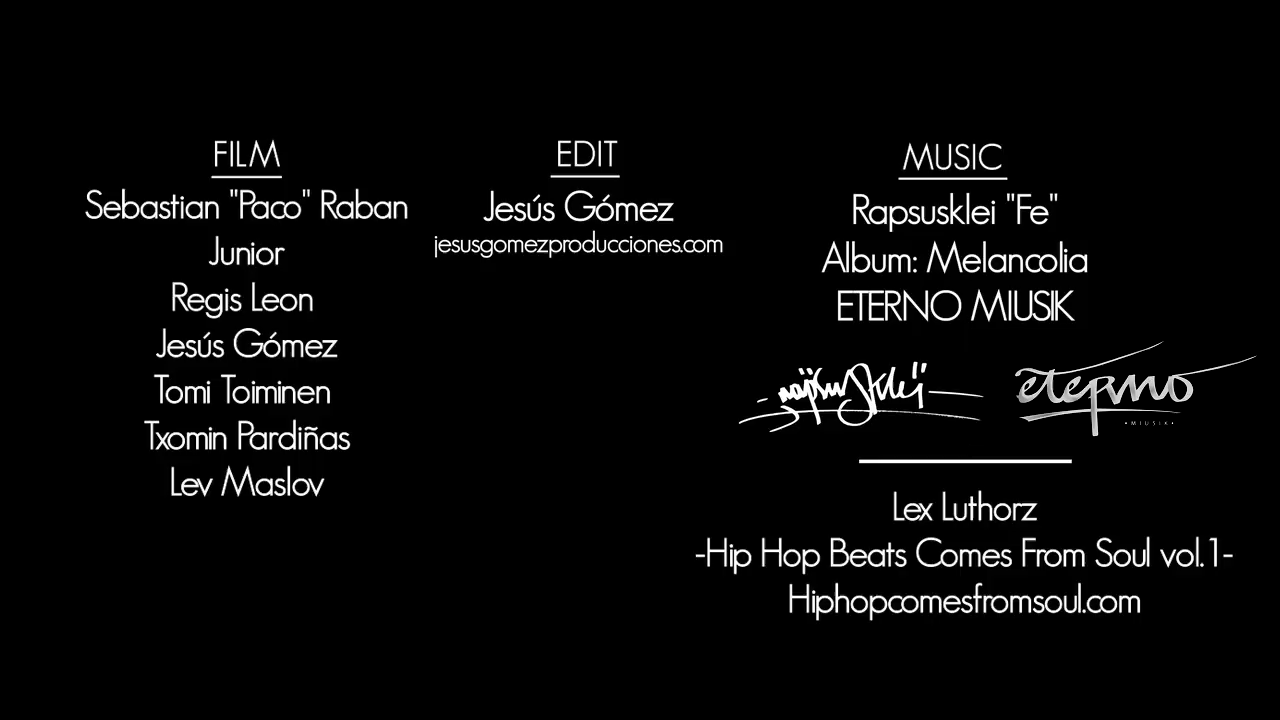 FILM
Sebastian "Paco" Raban
Junior
Regis Leon
Jesús Gómez
Tomi Toiminen
Txomin Pardiñas
Lev Maslov
EDIT
Jesús Gómez
jesusgomezproducciones.com
MUSIC
Rapsusklei "Fe"
Album: Melancolia
ETERNO MIUSIK
rapsusklei
eterno
•MIUSIK•
Lex Luthorz
-Hip Hop Beats Comes From Soul vol.1-
Hiphopcomesfromsoul.com